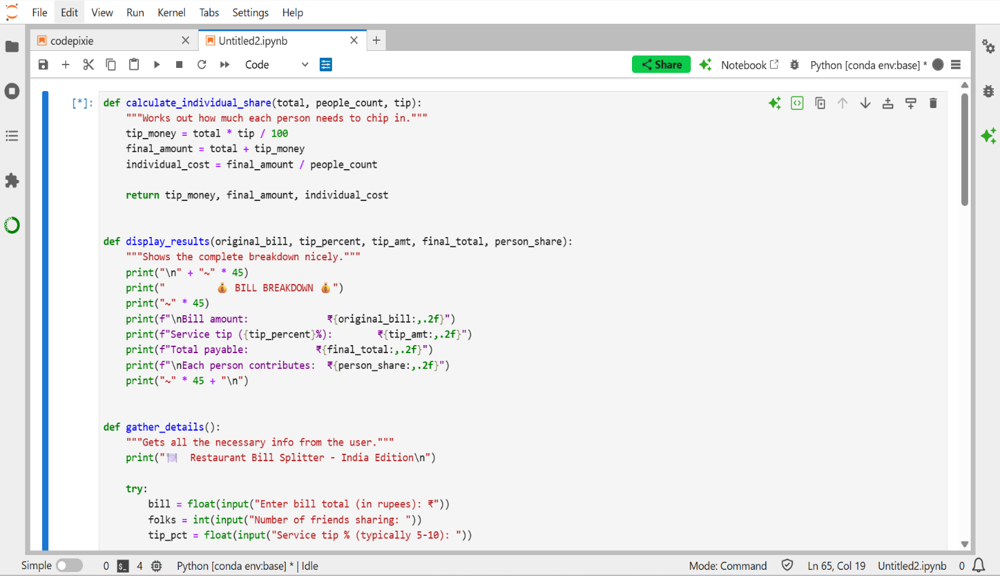 File Edit View Run Kernel Tabs Settings Help
codepixie Untitled2.ipynb
Code Share Notebook Python [conda env:base] *
[*]: def calculate_individual_share(total, people_count, tip):
    """Works out how much each person needs to chip in."""
    tip_money = total * tip / 100
    final_amount = total + tip_money
    individual_cost = final_amount / people_count
    return tip_money, final_amount, individual_cost
def display_results(original_bill, tip_percent, tip_amt, final_total, person_share):
    """Shows the complete breakdown nicely."""
    print("\n" + "~" * 45)
    print("         💰 BILL BREAKDOWN 💰")
    print("~" * 45)
    print(f"\nBill amount:              ₹{original_bill:,.2f}")
    print(f"Service tip ({tip_percent}%):        ₹{tip_amt:,.2f}")
    print(f"Total payable:            ₹{final_total:,.2f}")
    print(f"\nEach person contributes:  ₹{person_share:,.2f}")
    print("~" * 45 + "\n")
def gather_details():
    """Gets all the necessary info from the user."""
    print("🍽️  Restaurant Bill Splitter - India Edition\n")
    try:
        bill = float(input("Enter bill total (in rupees): ₹"))
        folks = int(input("Number of friends sharing: "))
        tip_pct = float(input("Service tip % (typically 5-10): "))
Simple 0 $_ 4 Python [conda env:base] * | Idle Mode: Command Ln 65, Col 19 Untitled2.ipynb 0